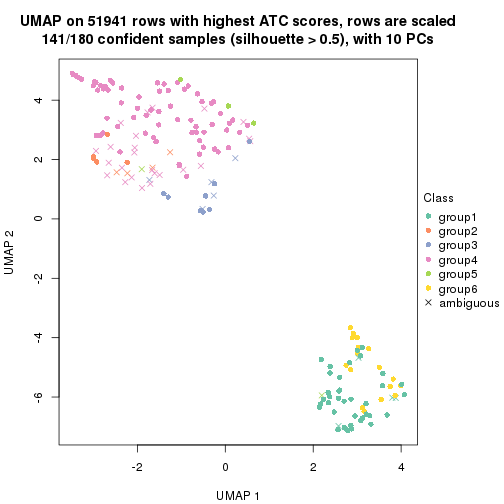 UMAP on 51941 rows with highest ATC scores, rows are scaled
141/180 confident samples (silhouette > 0.5), with 10 PCs
4
2
0
-2
-4
-6
UMAP 2
-2
0
2
4
UMAP 1
Class
group1
group2
group3
group4
group5
group6
ambiguous